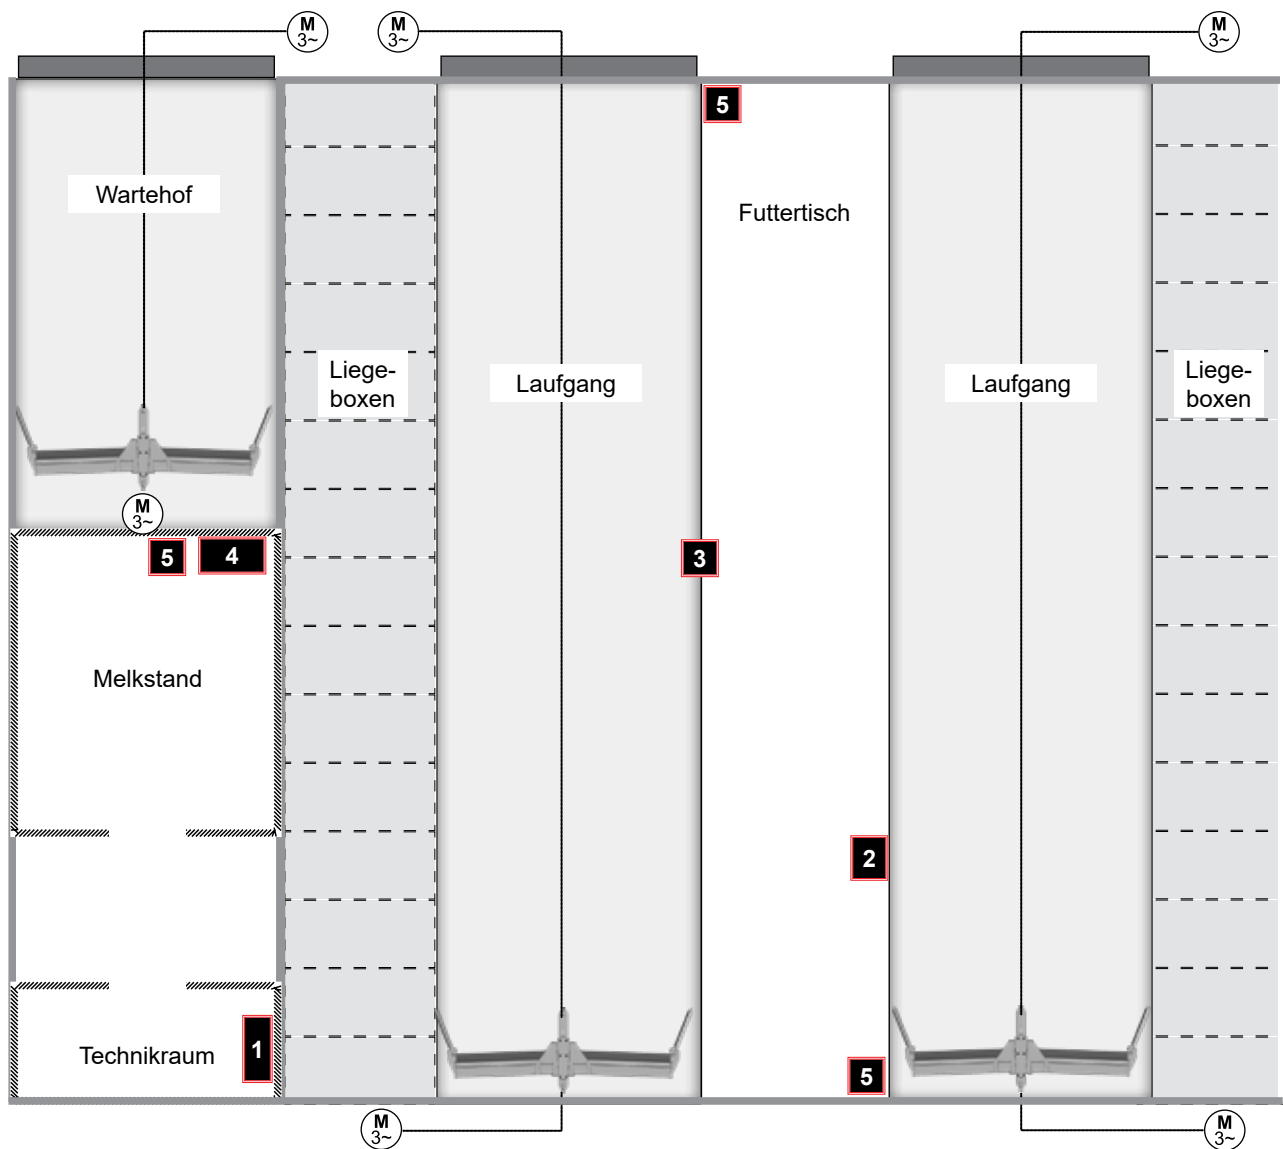 M
3~
M
3~
M
3~
5
Wartehof
Futtertisch
Liege-
boxen
Laufgang
Laufgang
Liege-
boxen
M
3~
5
4
3
Melkstand
2
1
Technikraum
5
M
3~
M
3~